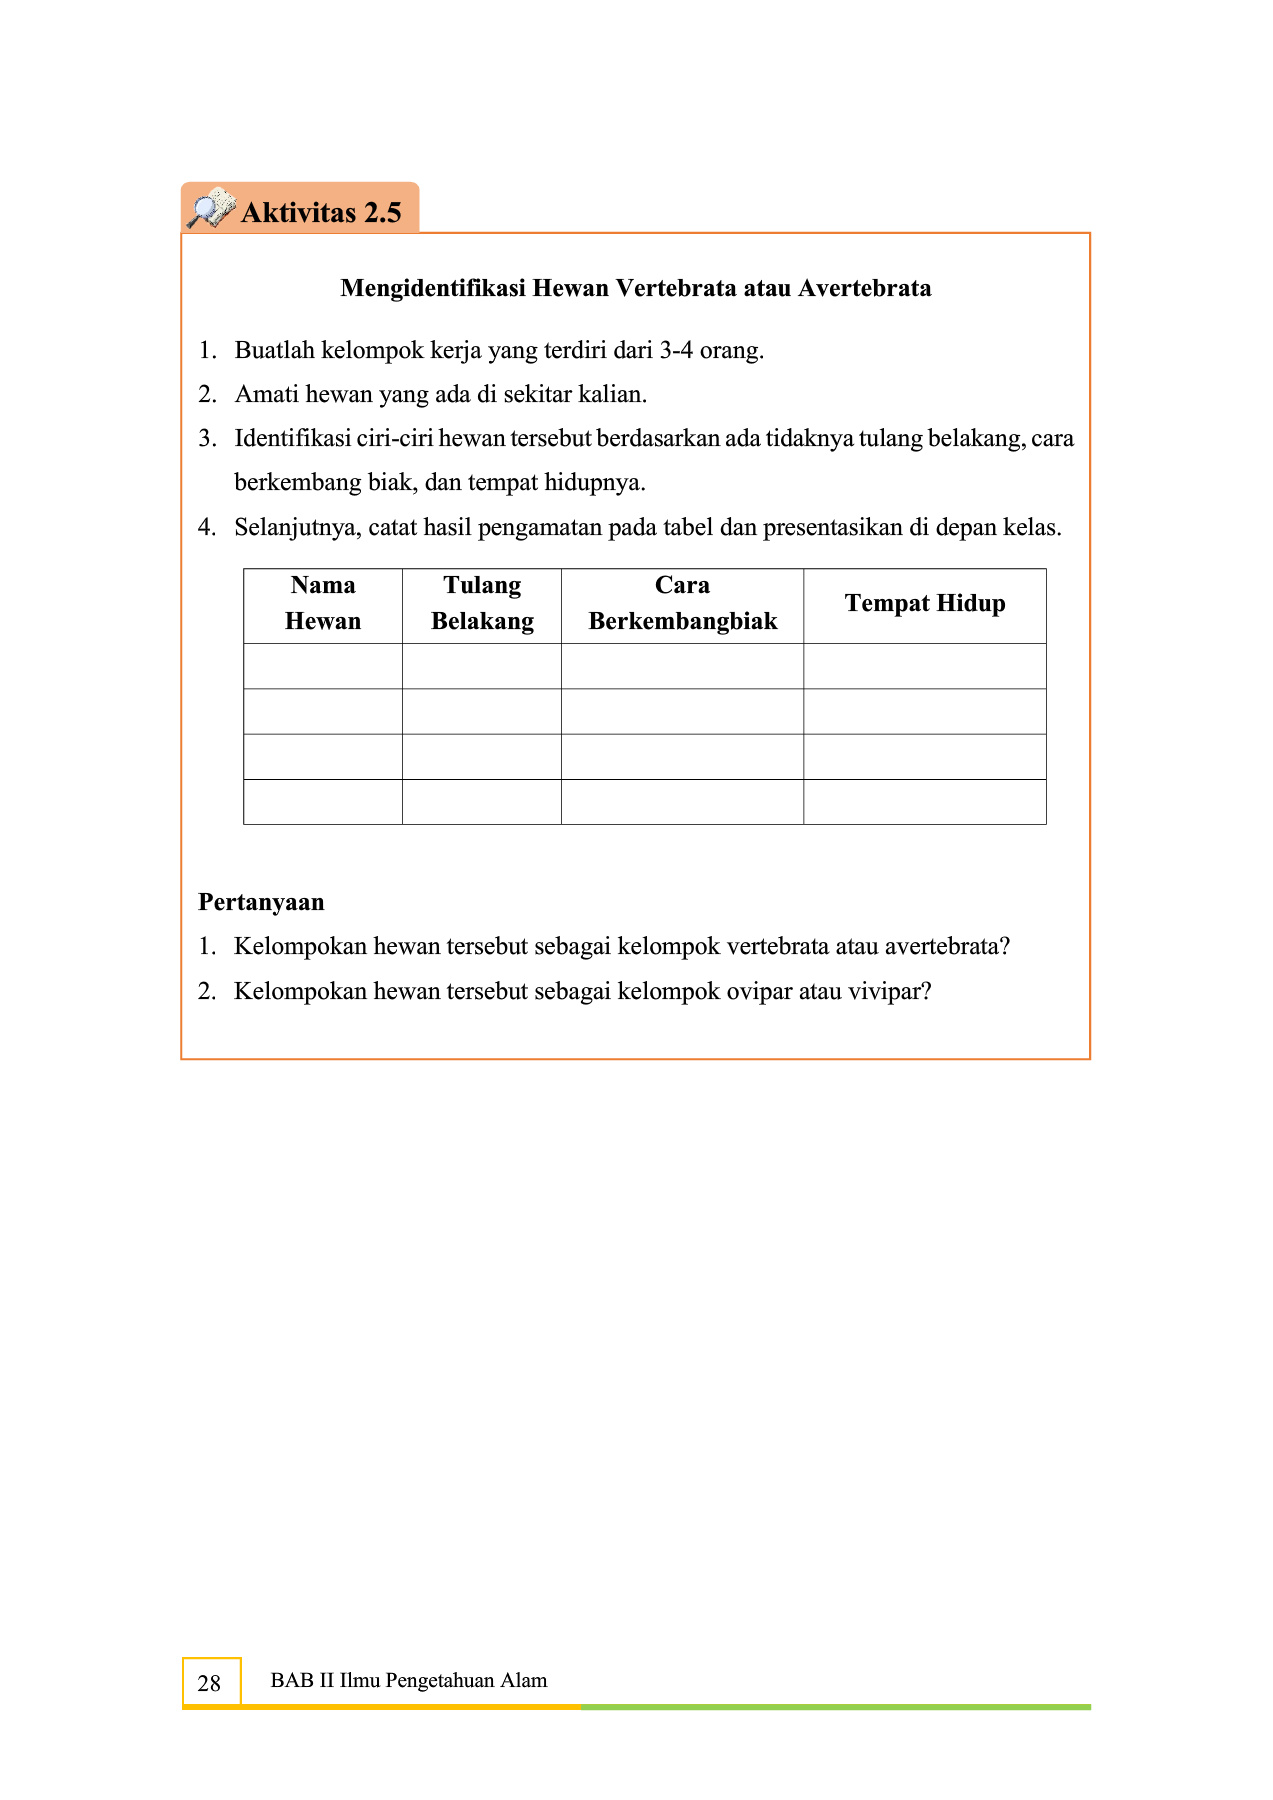 Aktivitas 2.5
Mengidentifikasi Hewan Vertebrata atau Avertebrata
1. Buatlah kelompok kerja yang terdiri dari 3-4 orang.
2. Amati hewan yang ada di sekitar kalian.
3. Identifikasi ciri-ciri hewan tersebut berdasarkan ada tidaknya tulang belakang, cara
berkembang biak, dan tempat hidupnya.
4. Selanjutnya, catat hasil pengamatan pada tabel dan presentasikan di depan kelas.
Nama
Hewan
Tulang
Belakang
Cara
Berkembangbiak
Tempat Hidup
Pertanyaan
1. Kelompokan hewan tersebut sebagai kelompok vertebrata atau avertebrata?
2. Kelompokan hewan tersebut sebagai kelompok ovipar atau vivipar?
28
BAB II Ilmu Pengetahuan Alam